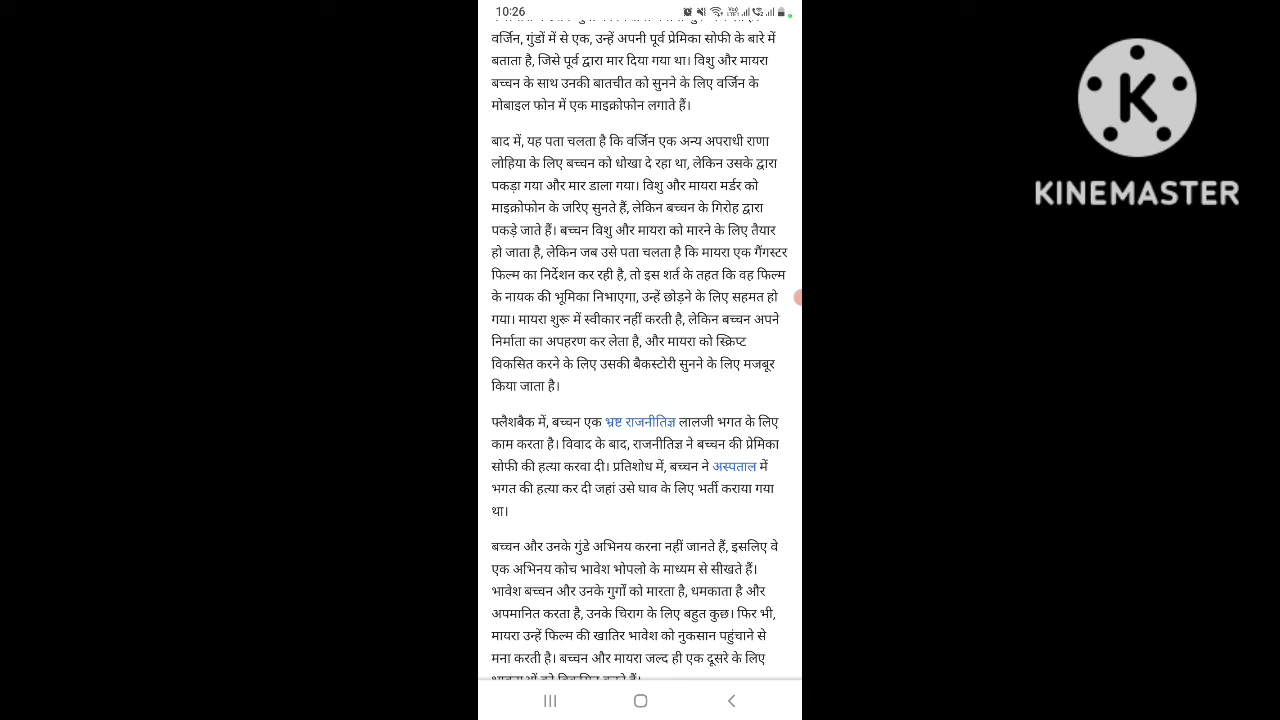 10:26
वर्जिन, गुंडों में से एक, उन्हें अपनी पूर्व प्रेमिका सोफी के बारे में
बताता है, जिसे पूर्व द्वारा मार दिया गया था। विशु और मायरा
बच्चन के साथ उनकी बातचीत को सुनने के लिए वर्जिन के
मोबाइल फोन में एक माइक्रोफोन लगाते हैं।
बाद में, यह पता चलता है कि वर्जिन एक अन्य अपराधी राणा
लोहिया के लिए बच्चन को धोखा दे रहा था, लेकिन उसके द्वारा
पकड़ा गया और मार डाला गया। विशु और मायरा मर्डर को
माइक्रोफोन के जरिए सुनते हैं, लेकिन बच्चन के गिरोह द्वारा
पकड़े जाते हैं। बच्चन विशु और मायरा को मारने के लिए तैयार
हो जाता है, लेकिन जब उसे पता चलता है कि मायरा एक गैंगस्टर
फिल्म का निर्देशन कर रही है, तो इस शर्त के तहत कि वह फिल्म
के नायक की भूमिका निभाएगा, उन्हें छोड़ने के लिए सहमत हो
गया। मायरा शुरू में स्वीकार नहीं करती है, लेकिन बच्चन अपने
निर्माता का अपहरण कर लेता है, और मायरा को स्क्रिप्ट
विकसित करने के लिए उसकी बैकस्टोरी सुनने के लिए मजबूर
किया जाता है।
फ्लैशबैक में, बच्चन एक भ्रष्ट राजनीतिज्ञ लालजी भगत के लिए
काम करता है। विवाद के बाद, राजनीतिज्ञ ने बच्चन की प्रेमिका
सोफी की हत्या करवा दी। प्रतिशोध में, बच्चन ने अस्पताल में
भगत की हत्या कर दी जहां उसे घाव के लिए भर्ती कराया गया
था।
बच्चन और उनके गुंडे अभिनय करना नहीं जानते हैं, इसलिए वे
एक अभिनय कोच भावेश भोपलो के माध्यम से सीखते हैं।
भावेश बच्चन और उनके गुर्गों को मारता है, धमकाता है और
अपमानित करता है, उनके चिराग के लिए बहुत कुछ। फिर भी,
मायरा उन्हें फिल्म की खातिर भावेश को नुकसान पहुंचाने से
मना करती है। बच्चन और मायरा जल्द ही एक दूसरे के लिए
K
KINEMASTER